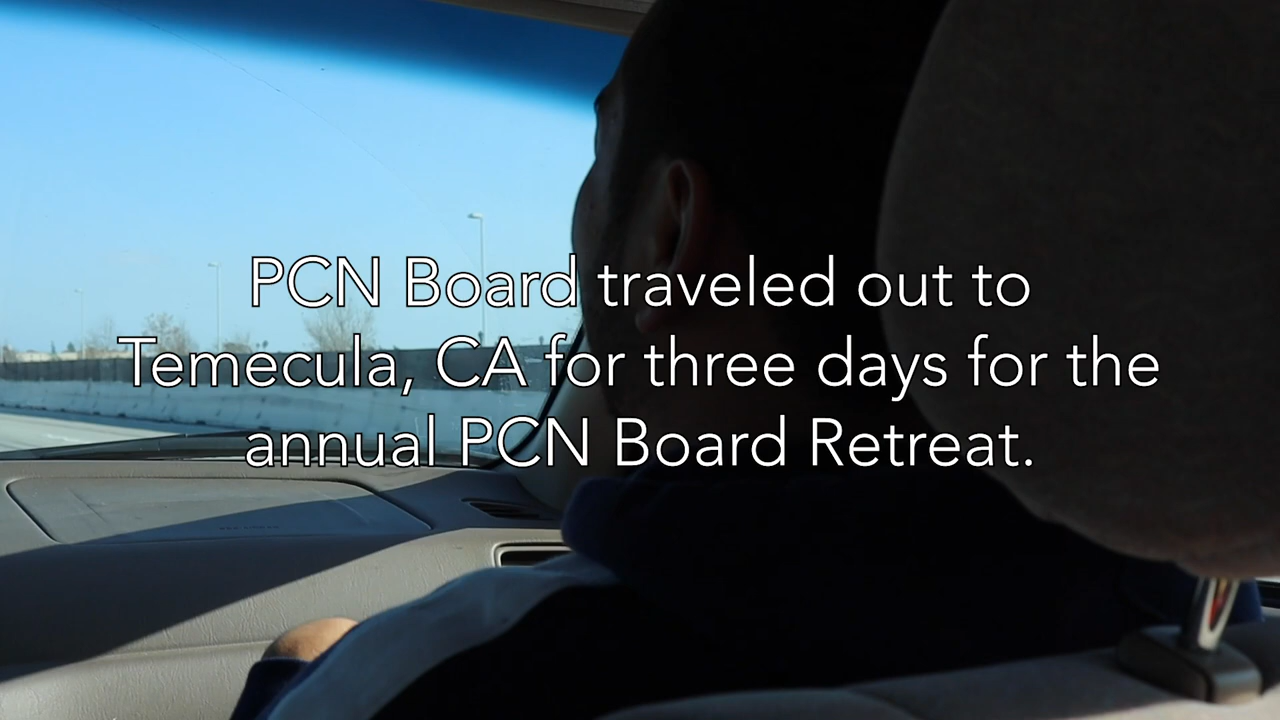 PCN Board traveled out to
Temecula, CA for three days for the
annual PCN Board Retreat.